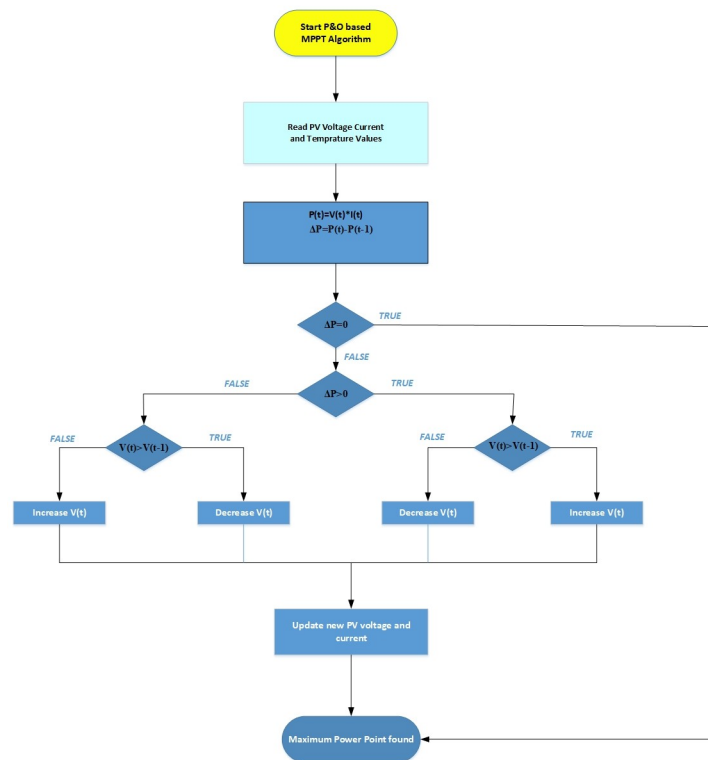 Start P&O based
MPPT Algorithm
Read PV Voltage Current
and Temprature Values
P(t)=V(t)*I(t)
ΔP=P(t)-P(t-1)
ΔP=0
TRUE
FALSE
ΔP>0
FALSE
TRUE
V(t)>V(t-1)
FALSE
TRUE
V(t)>V(t-1)
FALSE
TRUE
Increase V(t)
Decrease V(t)
Decrease V(t)
Increase V(t)
Update new PV voltage and
current
Maximum Power Point found